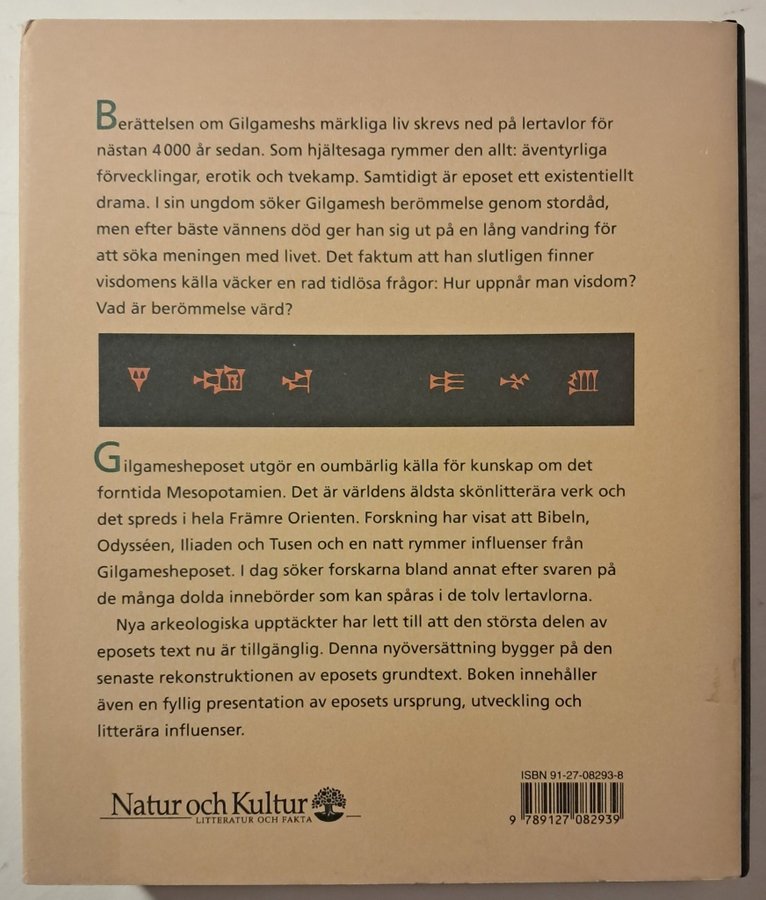 Berättelsen om Gilgameshs märkliga liv skrevs ned på lertavlor för
nästan 4 000 år sedan. Som hjältesaga rymmer den allt: äventyrliga
förvecklingar, erotik och tvekamp. Samtidigt är eposet ett existentiellt
drama. I sin ungdom söker Gilgamesh berömmelse genom stordåd,
men efter bäste vännens död ger han sig ut på en lång vandring för
att söka meningen med livet. Det faktum att han slutligen finner
visdomens källa väcker en rad tidlösa frågor: Hur uppnår man visdom?
Vad är berömmelse värd?
𒃻 𒅘 𒁀 𒄿 𒈬 𒊒
Gilgamesheposet utgör en oumbärlig källa för kunskap om det
forntida Mesopotamien. Det är världens äldsta skönlitterära verk och
det spreds i hela Främre Orienten. Forskning har visat att Bibeln,
Odysséen, Iliaden och Tusen och en natt rymmer influenser från
Gilgamesheposet. I dag söker forskarna bland annat efter svaren på
de många dolda innebörder som kan spåras i de tolv lertavlorna.
Nya arkeologiska upptäckter har lett till att den största delen av
eposets text nu är tillgänglig. Denna nyöversättning bygger på den
senaste rekonstruktionen av eposets grundtext. Boken innehåller
även en fyllig presentation av eposets ursprung, utveckling och
litterära influenser.
Natur och Kultur
LITTERATUR OCH FAKTA
ISBN 91-27-08293-8
9 789127 082939